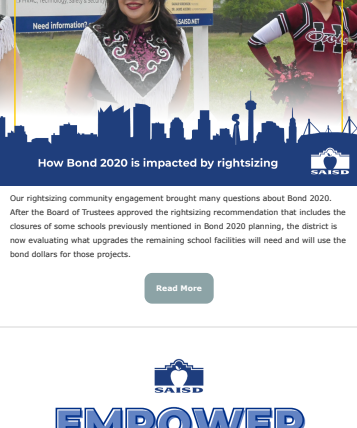 SAISD.NET
Need information?
How Bond 2020 is impacted by rightsizing
SAISD
Our rightsizing community engagement brought many questions about Bond 2020.
After the Board of Trustees approved the rightsizing recommendation that includes the
closures of some schools previously mentioned in Bond 2020 planning, the district is
now evaluating what upgrades the remaining school facilities will need and will use the
bond dollars for those projects.
Read More
SAISD
EMPOWER